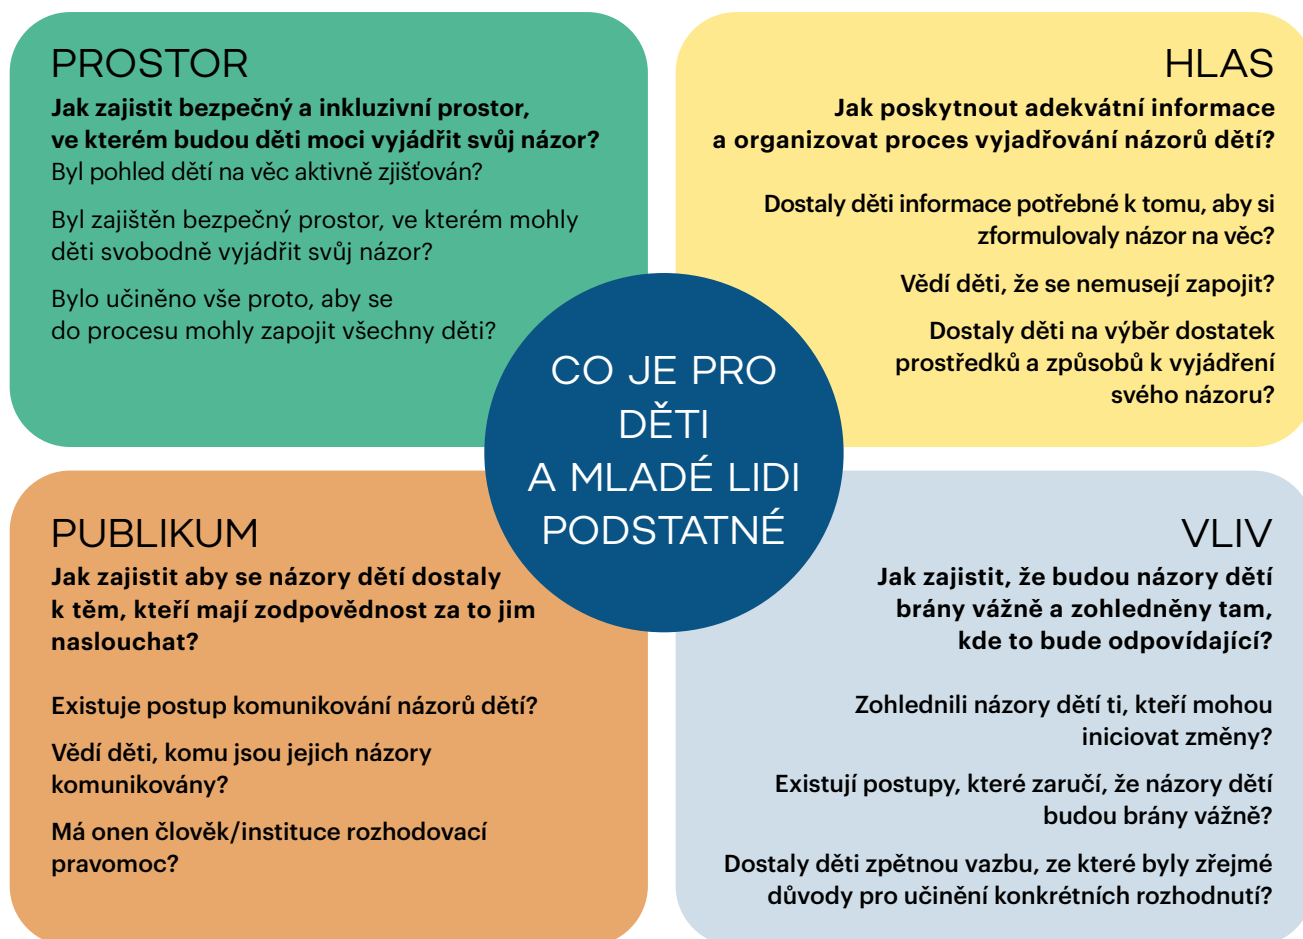 PROSTOR
Jak zajistit bezpečný a inkluzivní prostor,
ve kterém budou děti moci vyjádřit svůj názor?
Byl pohled dětí na věc aktivně zjišťován?
Byl zajištěn bezpečný prostor, ve kterém mohly
děti svobodně vyjádřit svůj názor?
Bylo učiněno vše proto, aby se
do procesu mohly zapojit všechny děti?
HLAS
Jak poskytnout adekvátní informace
a organizovat proces vyjadřování názorů dětí?
Dostaly děti informace potřebné k tomu, aby si
zformulovaly názor na věc?
Vědí děti, že se nemusejí zapojit?
Dostaly děti na výběr dostatek
prostředků a způsobů k vyjádření
svého názoru?
CO JE PRO
DĚTI
A MLADÉ LIDI
PODSTATNÉ
PUBLIKUM
Jak zajistit aby se názory dětí dostaly
k těm, kteří mají zodpovědnost za to jim
naslouchat?
Existuje postup komunikování názorů dětí?
Vědí děti, komu jsou jejich názory
komunikovány?
Má onen člověk/instituce rozhodovací
pravomoc?
VLIV
Jak zajistit, že budou názory dětí
brány vážně a zohledněny tam,
kde to bude odpovídající?
Zohlednili názory dětí ti, kteří mohou
iniciovat změny?
Existují postupy, které zaručí, že názory dětí
budou brány vážně?
Dostaly děti zpětnou vazbu, ze které byly zřejmé
důvody pro učinění konkrétních rozhodnutí?